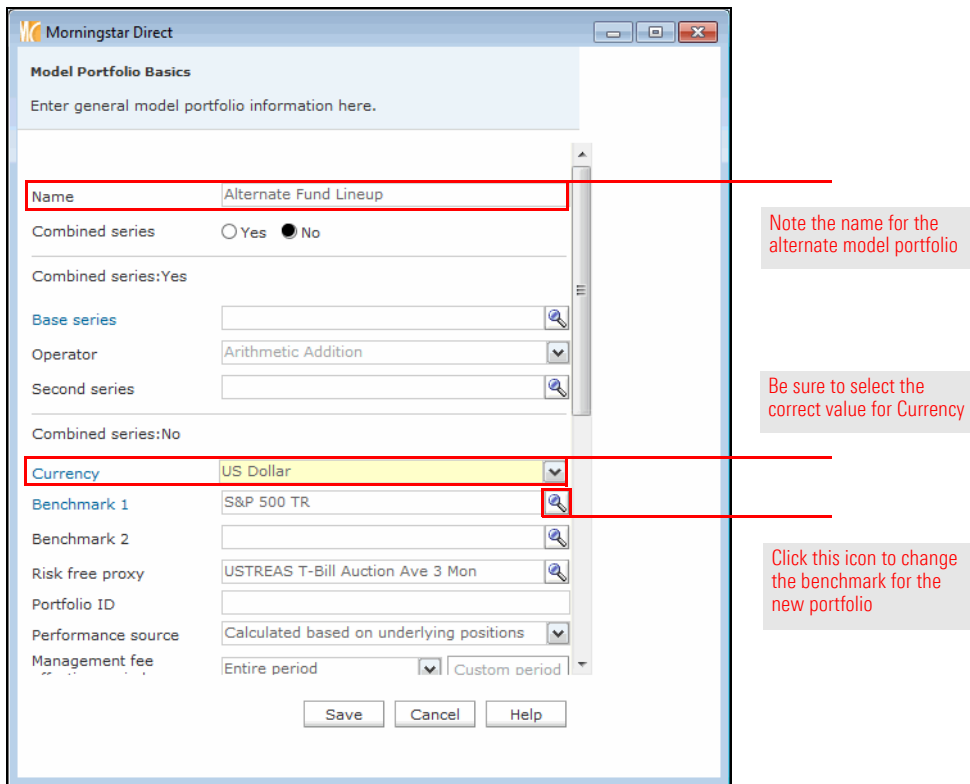 Morningstar Direct
Model Portfolio Basics
Enter general model portfolio information here.
Name Alternate Fund Lineup
Combined series Yes No
Combined series:Yes
Base series
Operator Arithmetic Addition
Second series
Combined series:No
Currency US Dollar
Benchmark 1 S&P 500 TR
Benchmark 2
Risk free proxy USTREAS T-Bill Auction Ave 3 Mon
Portfolio ID
Performance source Calculated based on underlying positions
Management fee
Entire period Custom period
Save Cancel Help
Note the name for the
alternate model portfolio
Be sure to select the
correct value for Currency
Click this icon to change
the benchmark for the
new portfolio